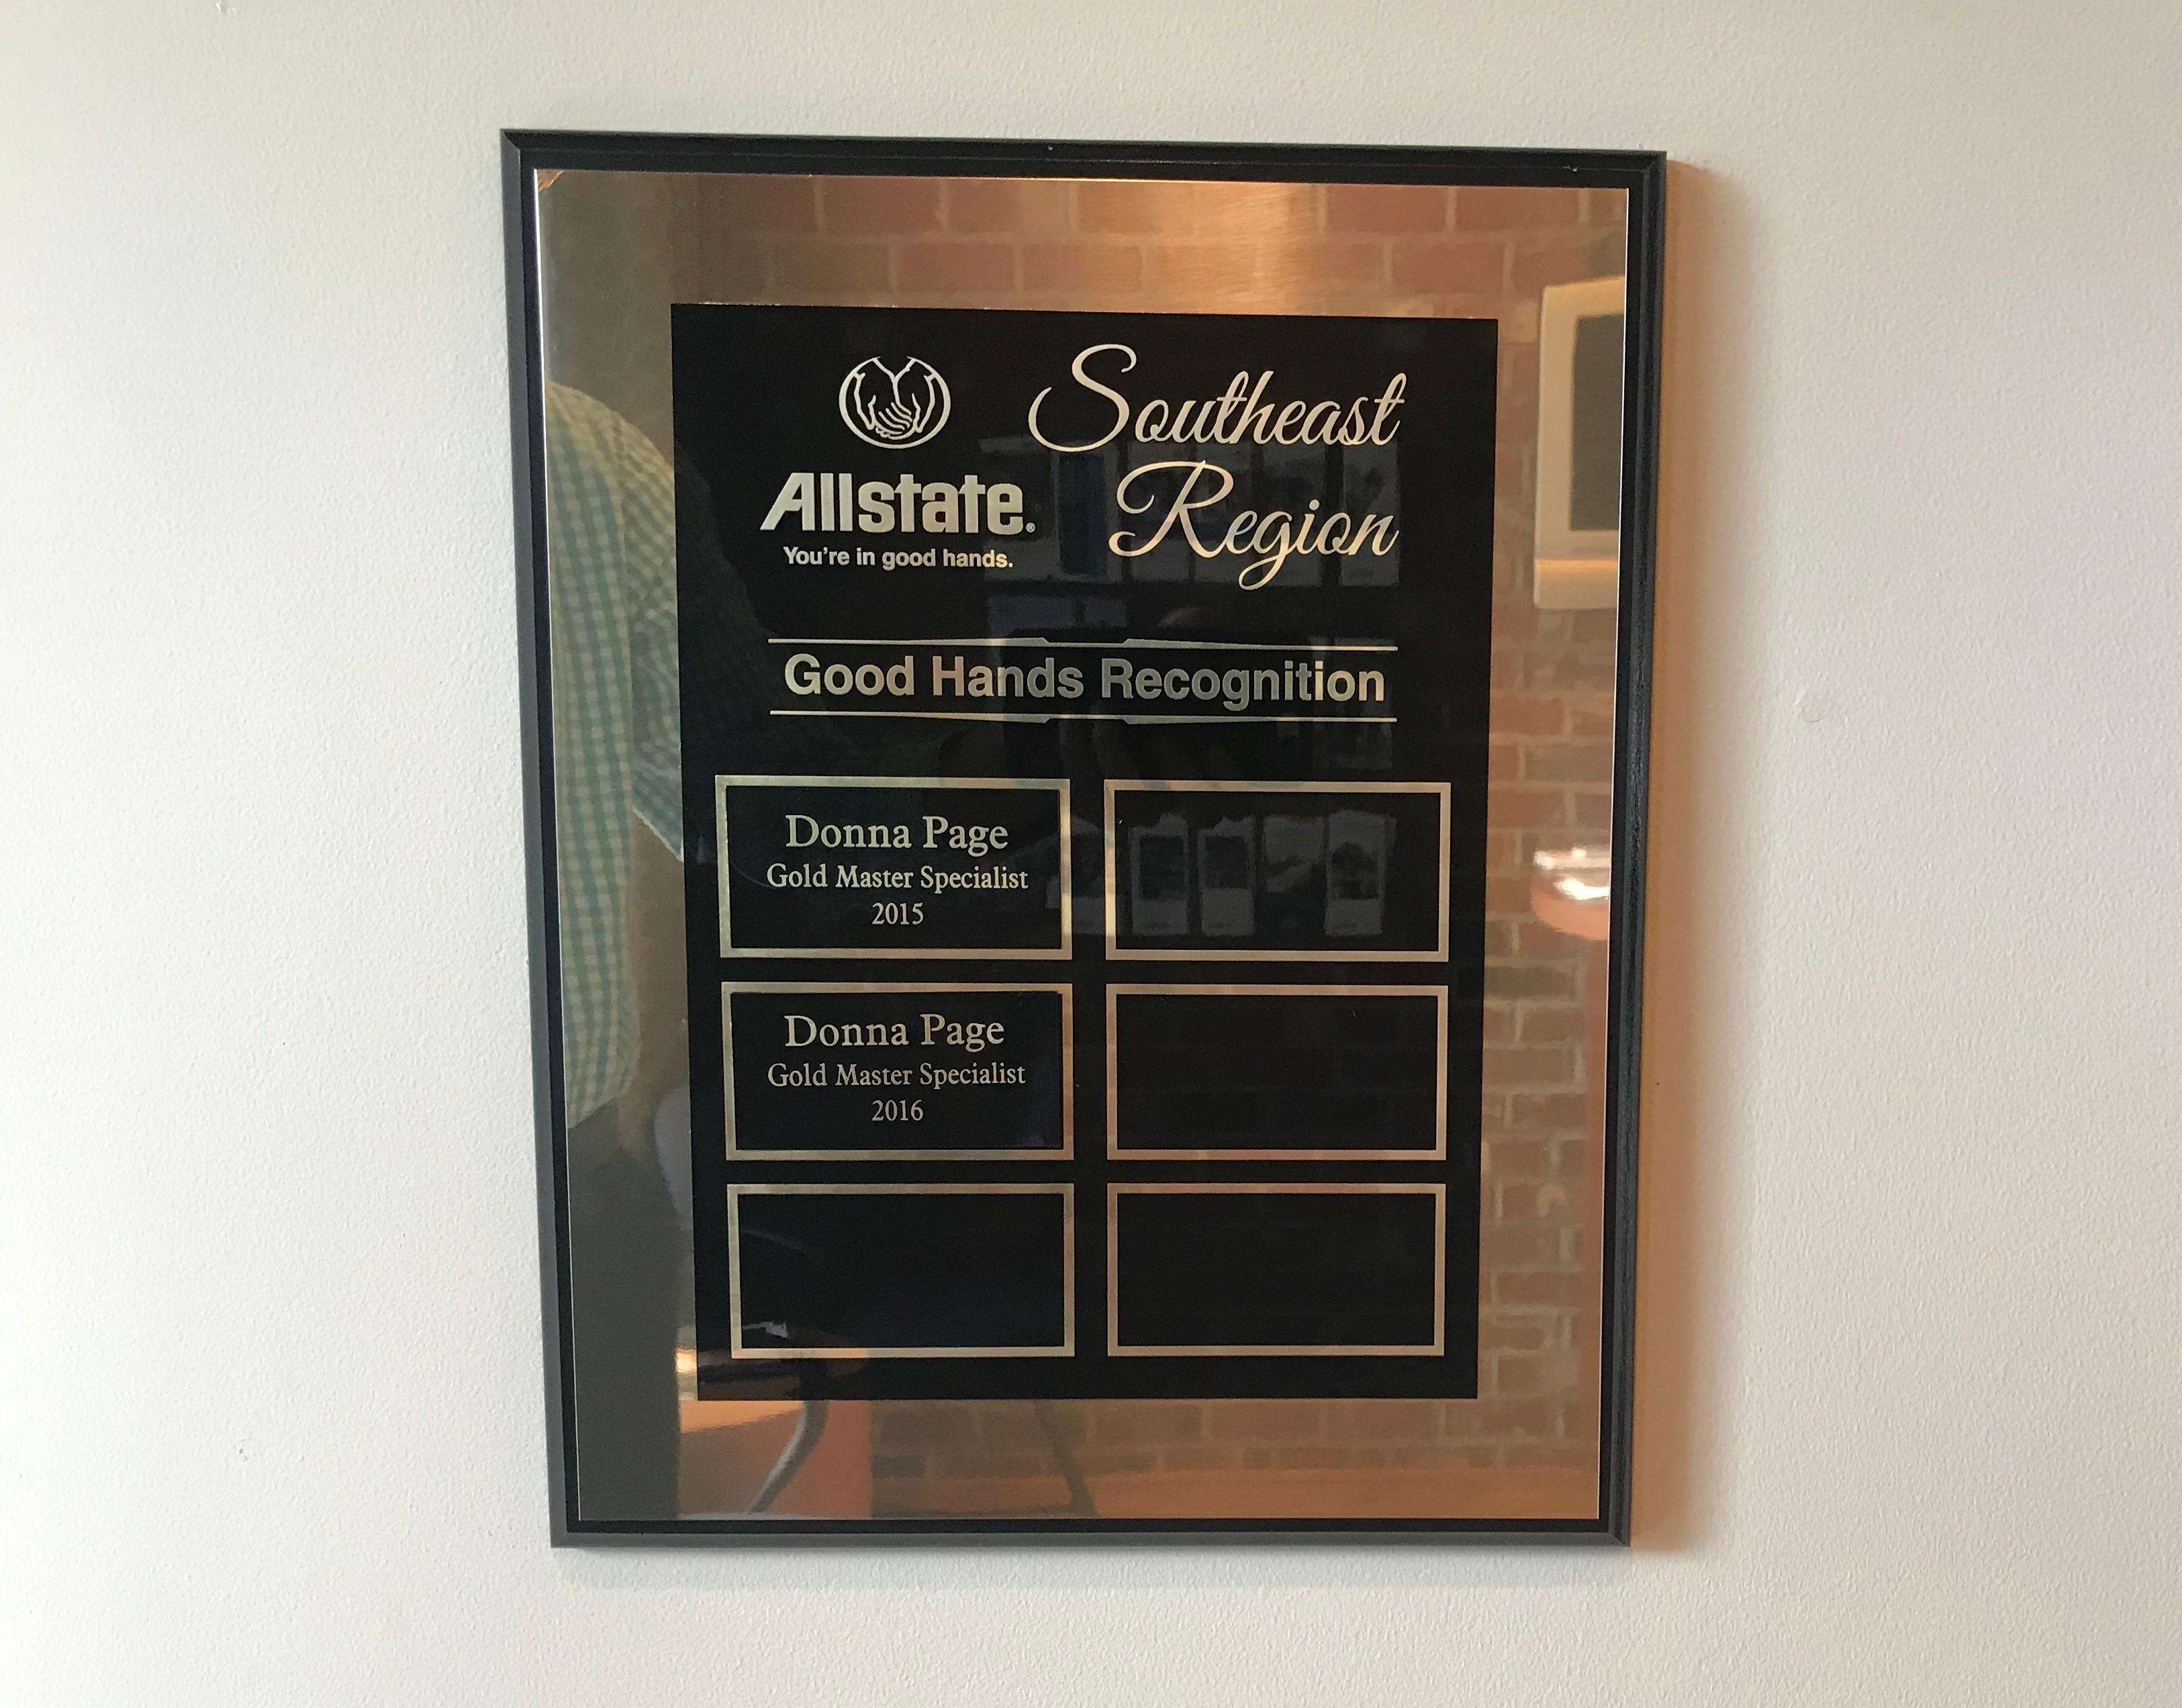 Southeast
Region
Allstate®
You're in good hands.
Good Hands Recognition
Donna Page
Gold Master Specialist
2015
Donna Page
Gold Master Specialist
2016